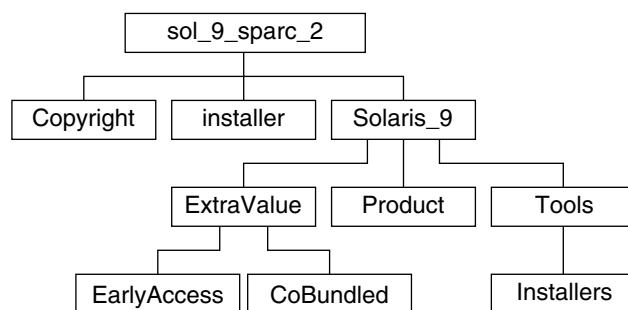 sol_9_sparc_2
Copyright
installer
Solaris_9
ExtraValue
Product
Tools
EarlyAccess
CoBundled
Installers